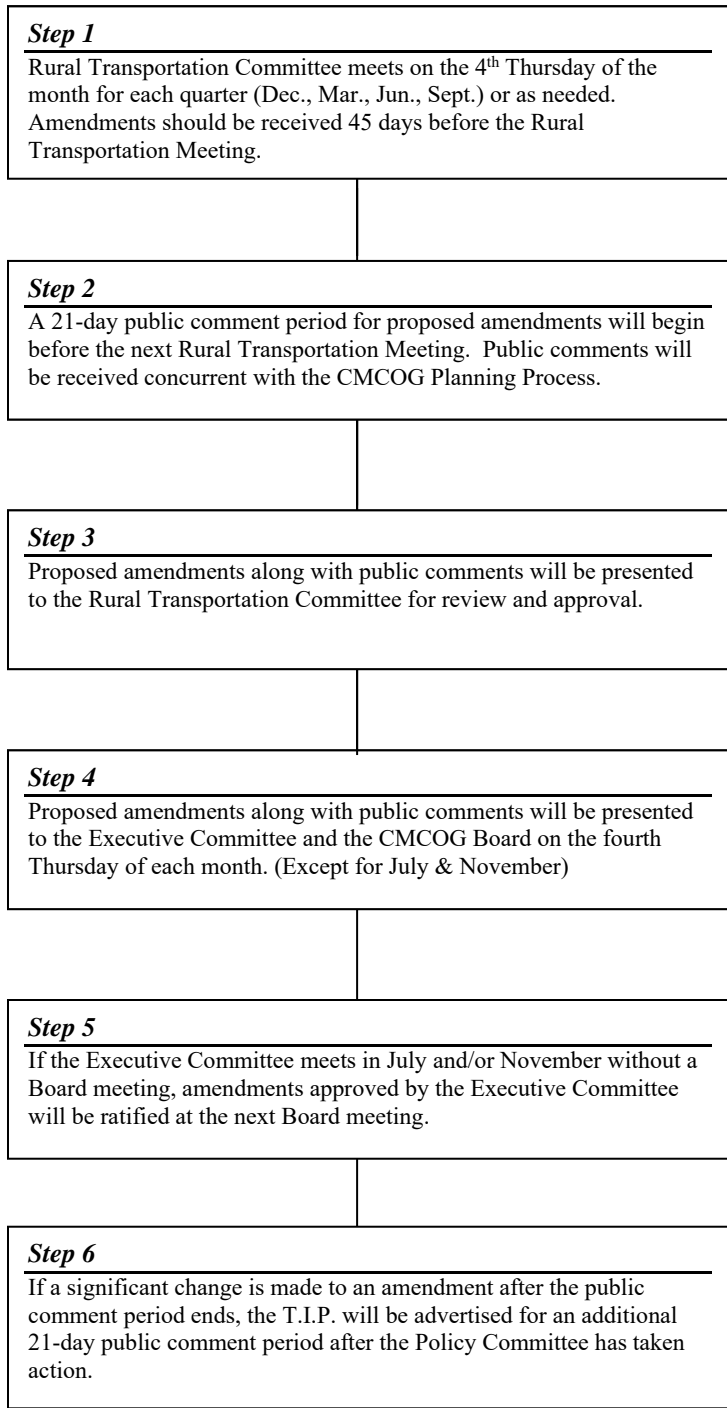 Step 1
Rural Transportation Committee meets on the 4th Thursday of the
month for each quarter (Dec., Mar., Jun., Sept.) or as needed.
Amendments should be received 45 days before the Rural
Transportation Meeting.
Step 2
A 21-day public comment period for proposed amendments will begin
before the next Rural Transportation Meeting.  Public comments will
be received concurrent with the CMCOG Planning Process.
Step 3
Proposed amendments along with public comments will be presented
to the Rural Transportation Committee for review and approval.
Step 4
Proposed amendments along with public comments will be presented
to the Executive Committee and the CMCOG Board on the fourth
Thursday of each month. (Except for July & November)
Step 5
If the Executive Committee meets in July and/or November without a
Board meeting, amendments approved by the Executive Committee
will be ratified at the next Board meeting.
Step 6
If a significant change is made to an amendment after the public
comment period ends, the T.I.P. will be advertised for an additional
21-day public comment period after the Policy Committee has taken
action.